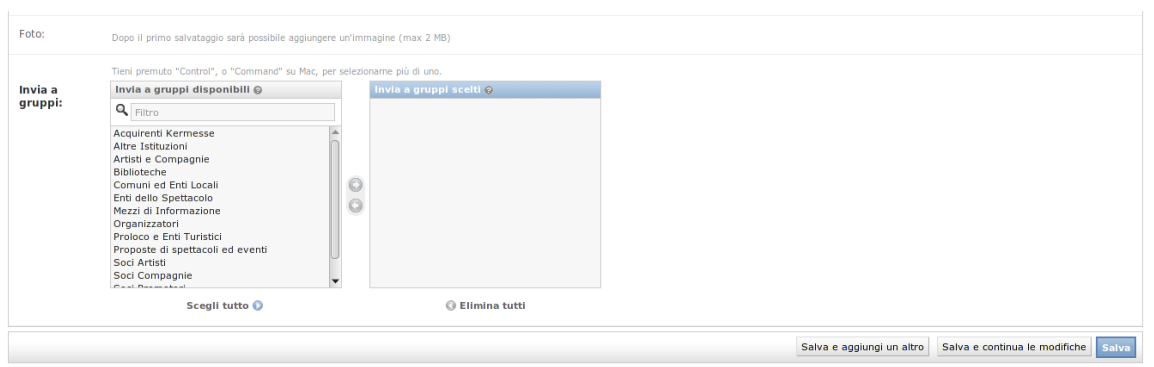 Foto:
Dopo il primo salvataggio sarà possibile aggiungere un'immagine (max 2 MB)
Tieni premuto "Control", o "Command" su Mac, per selezionarne più di uno.
Invia a
gruppi:
Invia a gruppi disponibili
Invia a gruppi scelti
Filtro
Acquirenti Kermesse
Altre Istituzioni
Artisti e Compagnie
Biblioteche
Comuni ed Enti Locali
Enti dello Spettacolo
Mezzi di Informazione
Organizzatori
Proloco e Enti Turistici
Proposte di spettacoli ed eventi
Soci Artisti
Soci Compagnie
Scegli tutto
Elimina tutti
Salva e aggiungi un altro
Salva e continua le modifiche
Salva